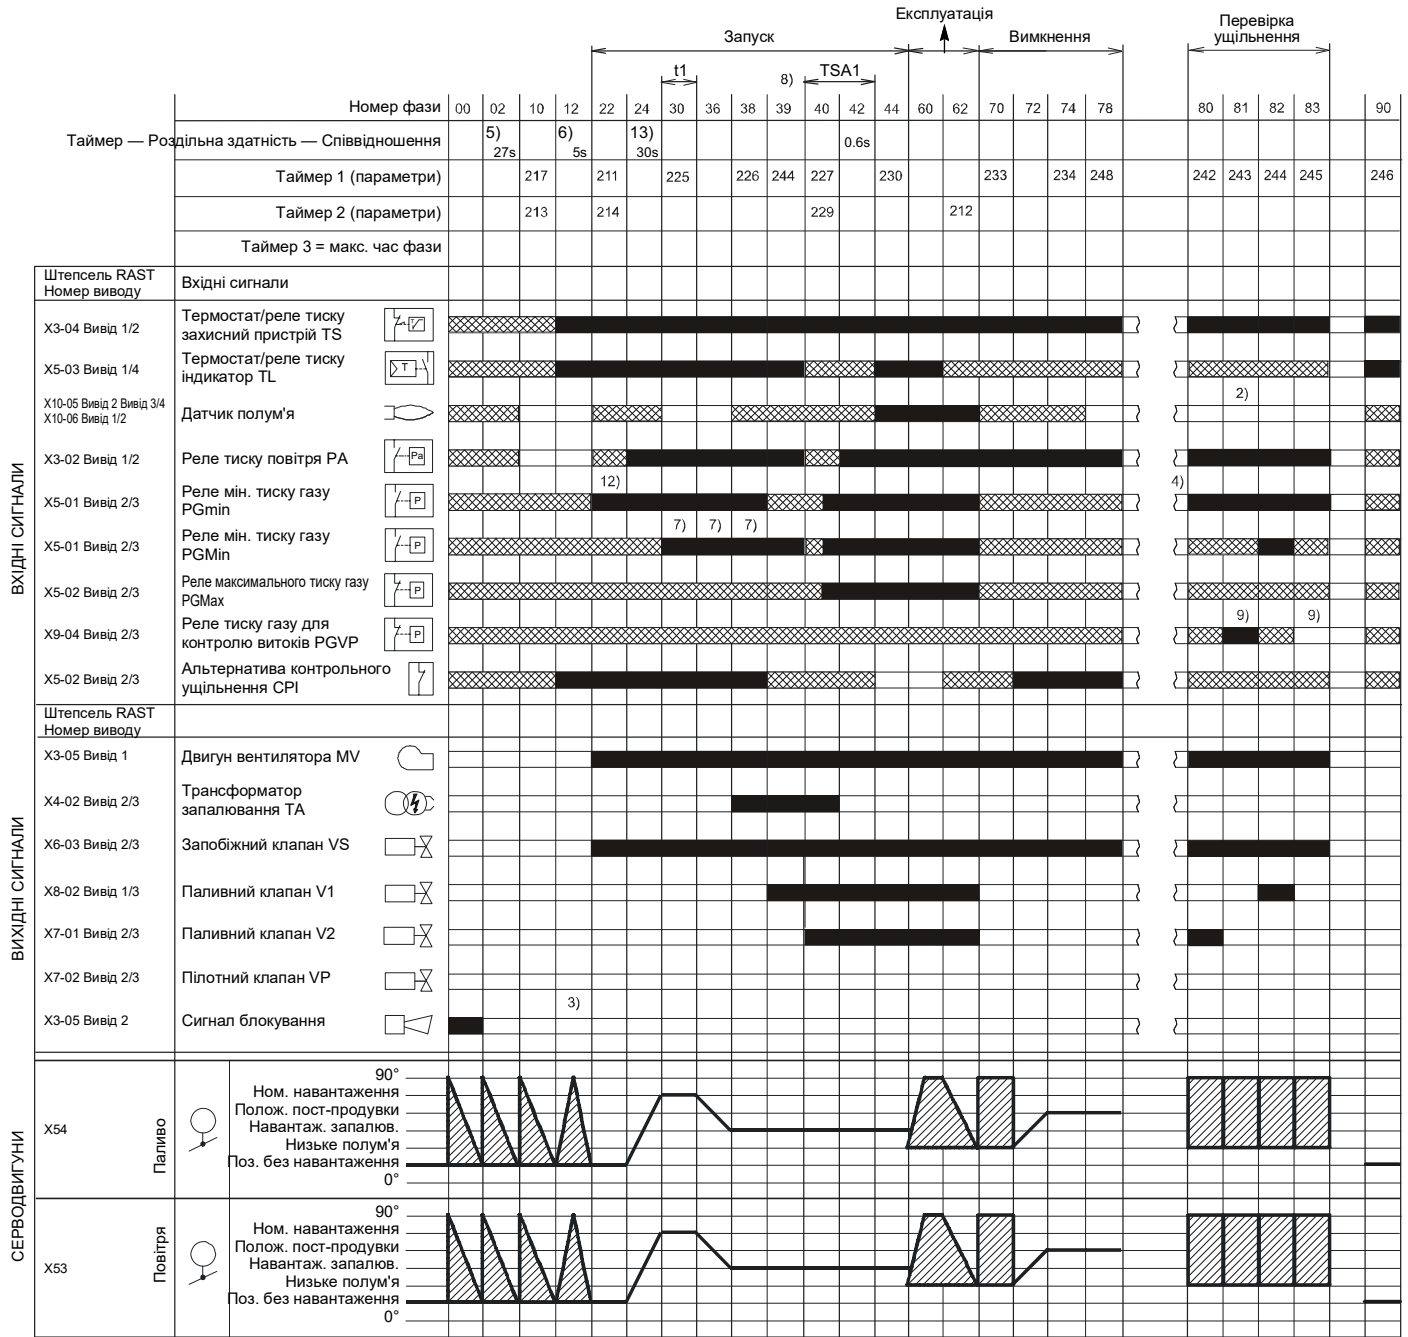 Запуск
Експлуатація
Вимкнення
Перевірка
ущільнення
t1
8)
TSA1
Номер фази 00 02 10 12 22 24 30 36 38 39 40 42 44 60 62 70 72 74 78 80 81 82 83 90
Таймер — Роздільна здатність — Співвідношення 5) 27s 6) 5s 13) 30s 0.6s
Таймер 1 (параметри) 217 211 225 226 244 227 230 233 234 248 242 243 244 245 246
Таймер 2 (параметри) 213 214 229 212
Таймер 3 = макс. час фази
ВХІДНІ СИГНАЛИ
Штепсель RAST
Номер виводу
Вхідні сигнали
X3-04 Вивід 1/2
Термостат/реле тиску
захисний пристрій TS
X5-03 Вивід 1/4
Термостат/реле тиску
індикатор TL
T
2)
X10-05 Вивід 2 Вивід 3/4
X10-06 Вивід 1/2
Датчик полум'я
X3-02 Вивід 1/2
Реле тиску повітря PA
Pa
12)
4)
X5-01 Вивід 2/3
Реле мін. тиску газу
PGmin
P
7) 7) 7)
X5-01 Вивід 2/3
Реле мін. тиску газу
PGMin
P
X5-02 Вивід 2/3
Реле максимального тиску газу
PGMax
P
9) 9)
X9-04 Вивід 2/3
Реле тиску газу для
контролю витоків PGVP
P
X5-02 Вивід 2/3
Альтернатива контрольного
ущільнення CPI
ВИХІДНІ СИГНАЛИ
Штепсель RAST
Номер виводу
X3-05 Вивід 1
Двигун вентилятора MV
X4-02 Вивід 2/3
Трансформатор
запалювання TA
X6-03 Вивід 2/3
Запобіжний клапан VS
X8-02 Вивід 1/3
Паливний клапан V1
X7-01 Вивід 2/3
Паливний клапан V2
X7-02 Вивід 2/3
Пілотний клапан VP
3)
X3-05 Вивід 2
Сигнал блокування
СЕРВОДВИГУНИ
X54
Паливо
90°
Ном. навантаження
Полож. пост-продувки
Навантаж. запалюв.
Низьке полум'я
Поз. без навантаження
0°
X53
Повітря
90°
Ном. навантаження
Полож. пост-продувки
Навантаж. запалюв.
Низьке полум'я
Поз. без навантаження
0°